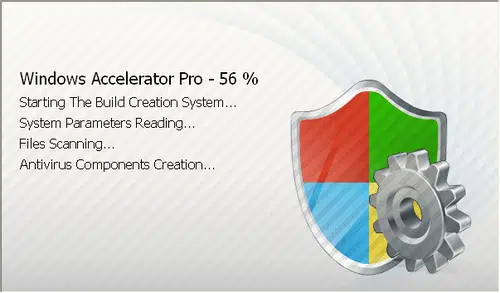 Windows Accelerator Pro - 56 %
Starting The Build Creation System...
System Parameters Reading...
Files Scanning...
Antivirus Components Creation...